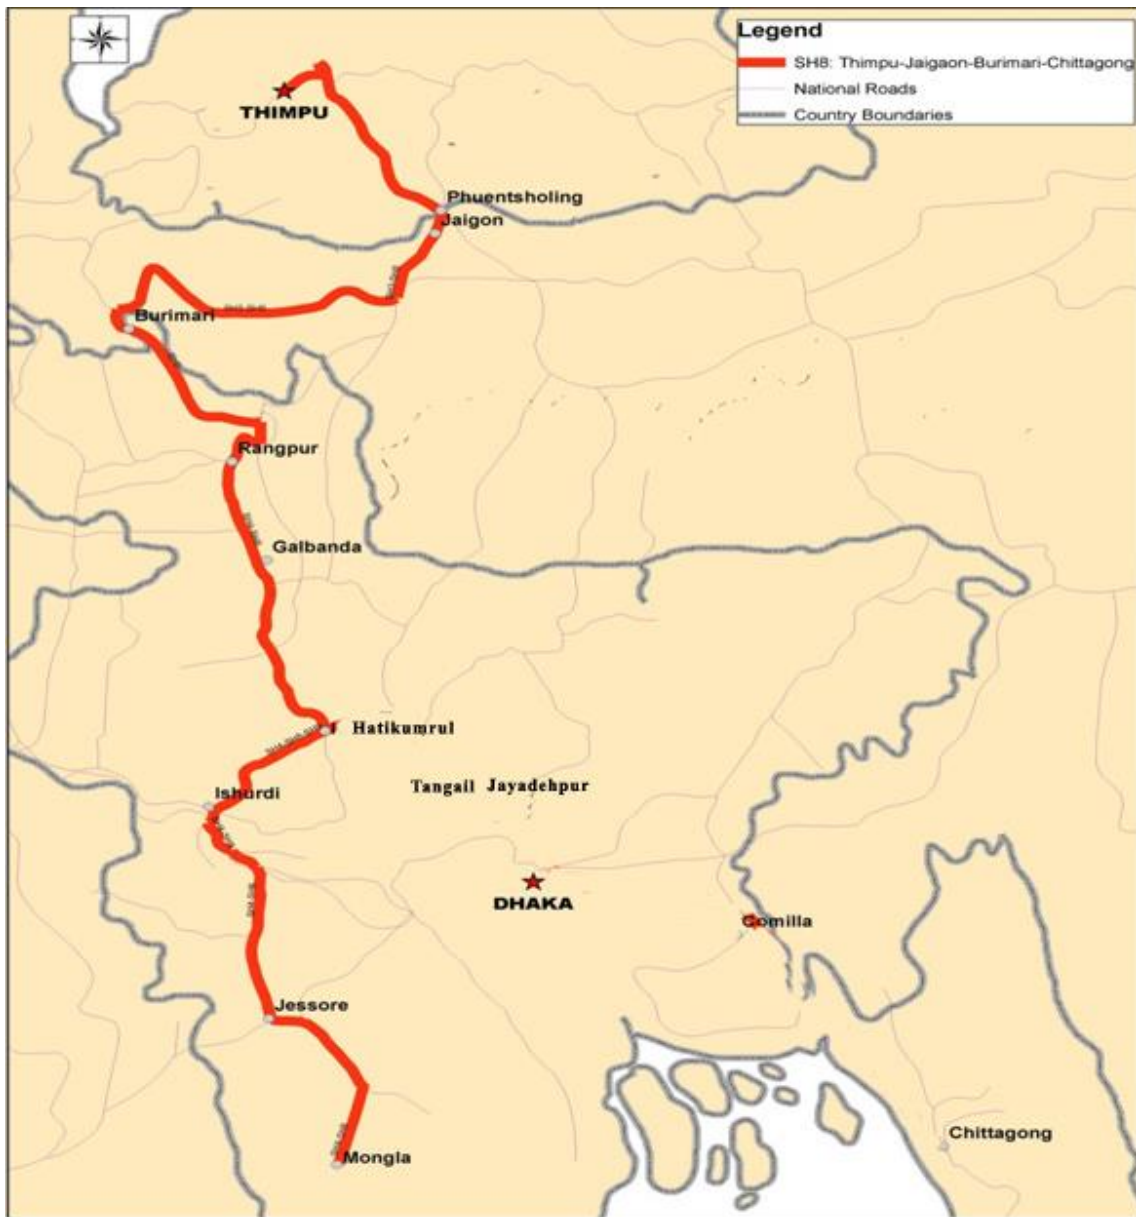 Legend
SH8: Thimpu-Jaigaon-Burimari-Chittagong
National Roads
Country Boundaries
THIMPU
Phuentsholing
Jaigon
Burimari
Rangpur
Galbanda
Hatikumrul
Ishurdi
Tangail Jayadehpur
DHAKA
Comilla
Jessore
Chittagong
Mongla